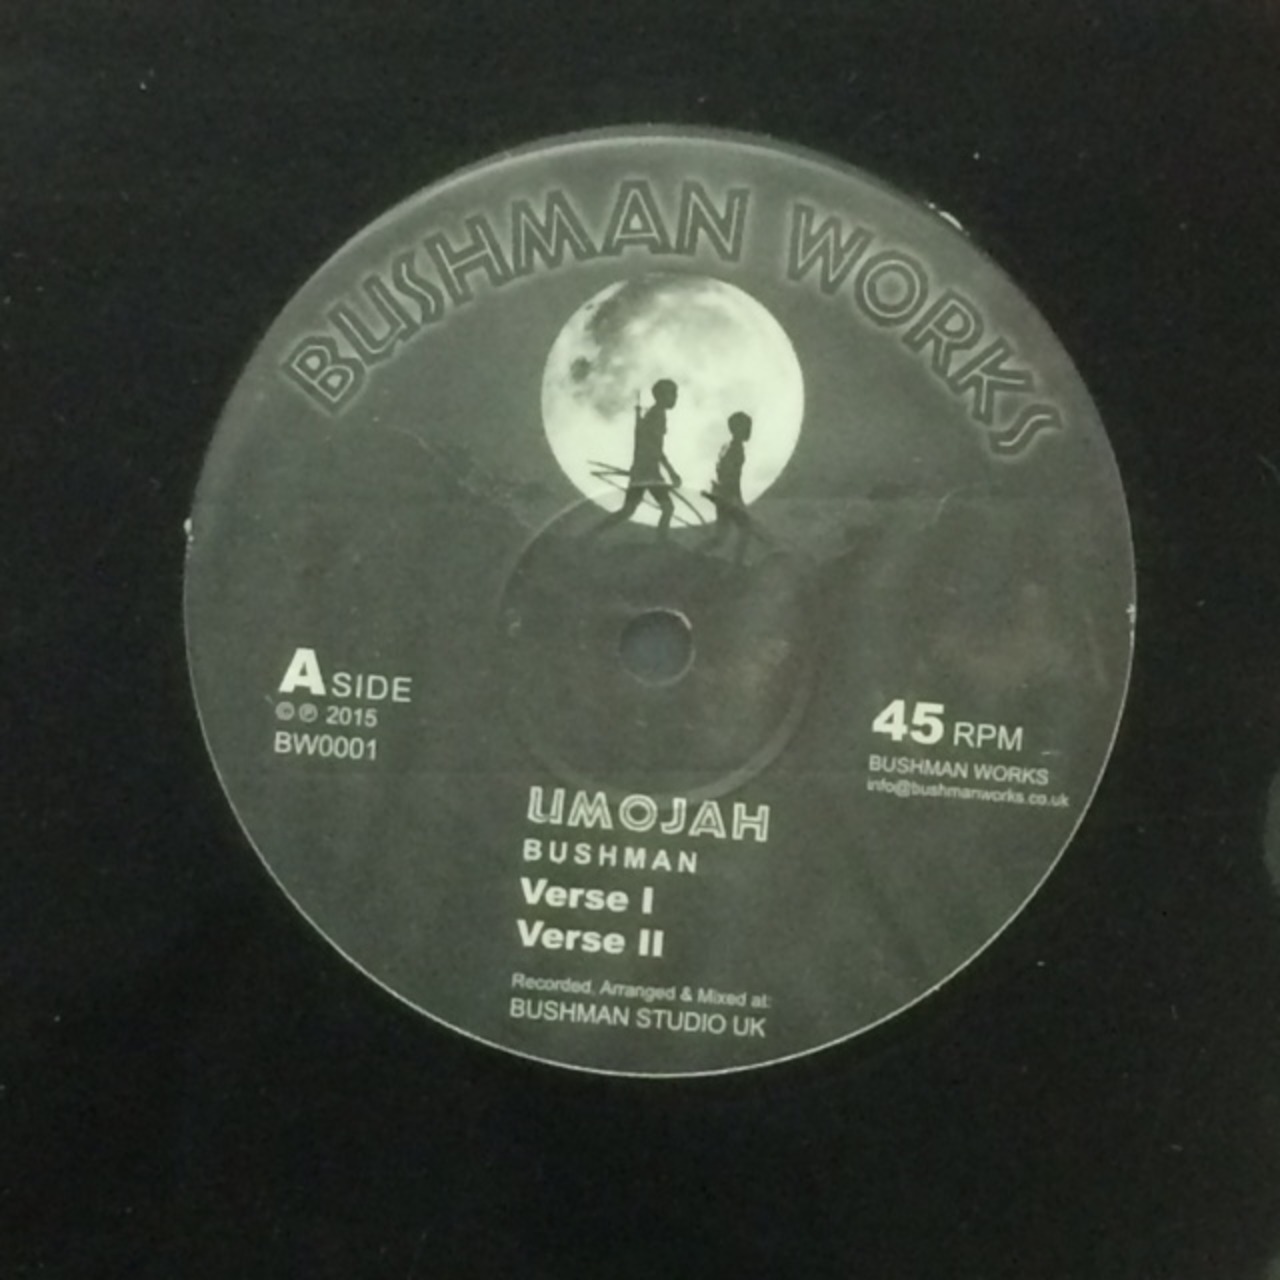 BUSHMAN WORKS
A SIDE
©℗ 2015
BW0001
45 RPM
BUSHMAN WORKS
info@bushmanworks.co.uk
UMOJAH
BUSHMAN
Verse I
Verse II
Recorded, Arranged & Mixed at:
BUSHMAN STUDIO UK